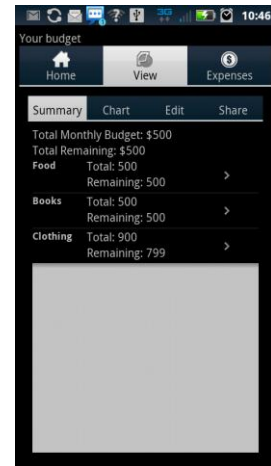 3G
10:46
Your budget
Home
View
Expenses
Summary
Chart
Edit
Share
Total Monthly Budget: $500
Total Remaining: $500
Food
Total: 500
Remaining: 500
Books
Total: 500
Remaining: 500
Clothing
Total: 900
Remaining: 799